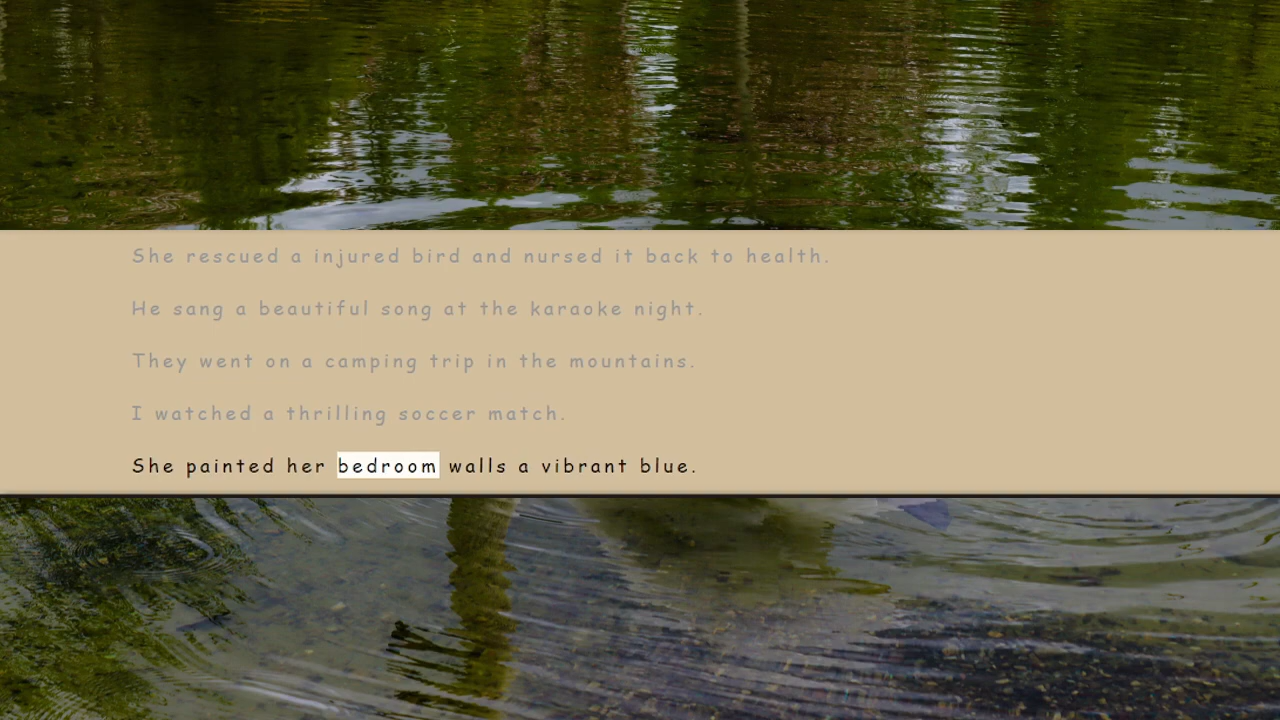 She rescued a injured bird and nursed it back to health.
He sang a beautiful song at the karaoke night.
They went on a camping trip in the mountains.
I watched a thrilling soccer match.
She painted her bedroom walls a vibrant blue.